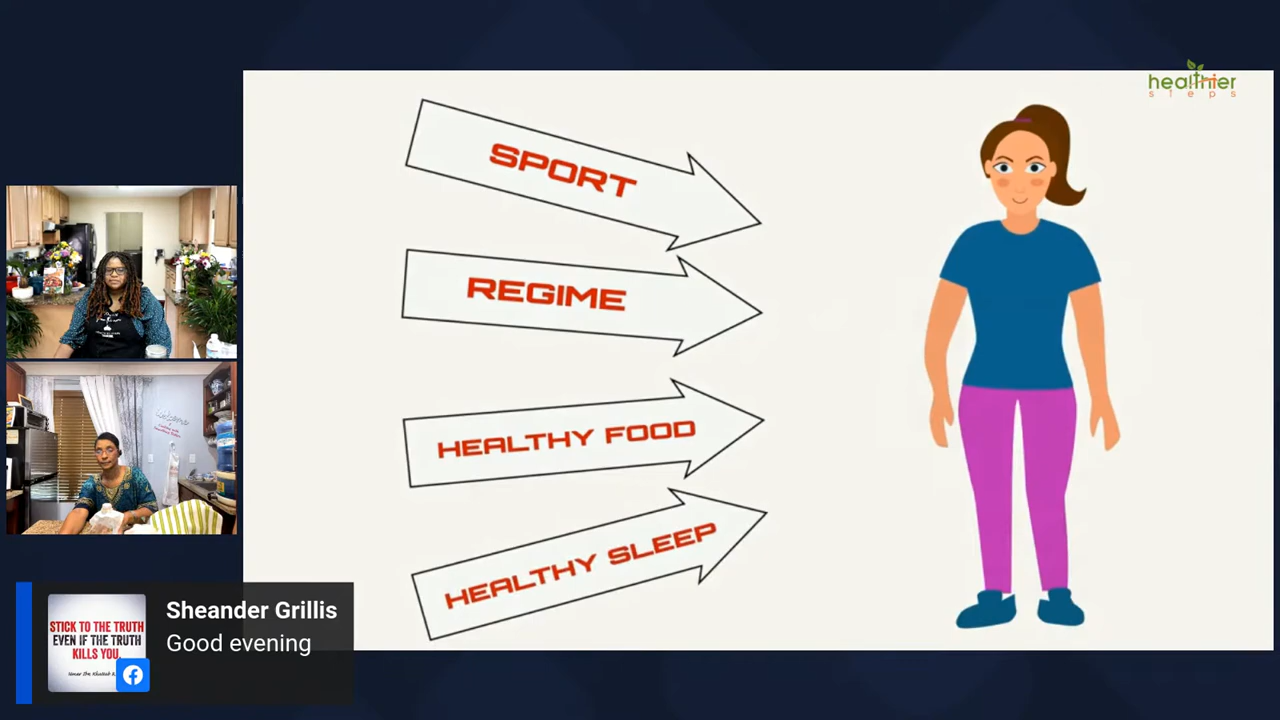 healthier
steps
SPORT
REGIME
HEALTHY FOOD
HEALTHY SLEEP
Welcome
Sheander Grillis
Good evening
STICK TO THE TRUTH
EVEN IF THE TRUTH
KILLS YOU.